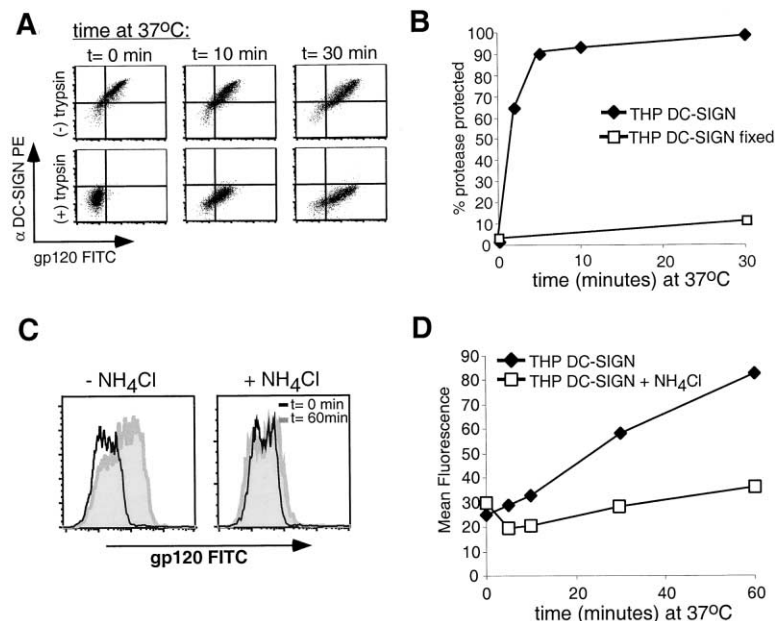 A
time at 37ºC:
t= 0 min
t= 10 min
t= 30 min
(-) trypsin
(+) trypsin
α DC-SIGN PE
gp120 FITC
B
% protease protected
100
90
80
70
60
50
40
30
20
10
0
THP DC-SIGN
THP DC-SIGN fixed
0
10
20
30
time (minutes) at 37ºC
C
- NH4Cl
+ NH4Cl
t= 0 min
t= 60min
gp120 FITC
D
Mean Fluorescence
90
80
70
60
50
40
30
20
10
0
THP DC-SIGN
THP DC-SIGN + NH4Cl
0
20
40
60
time (minutes) at 37ºC